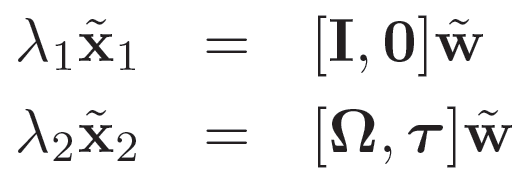 λ₁x̃₁ = [I, 0]w̃
λ₂x̃₂ = [Ω, τ]w̃